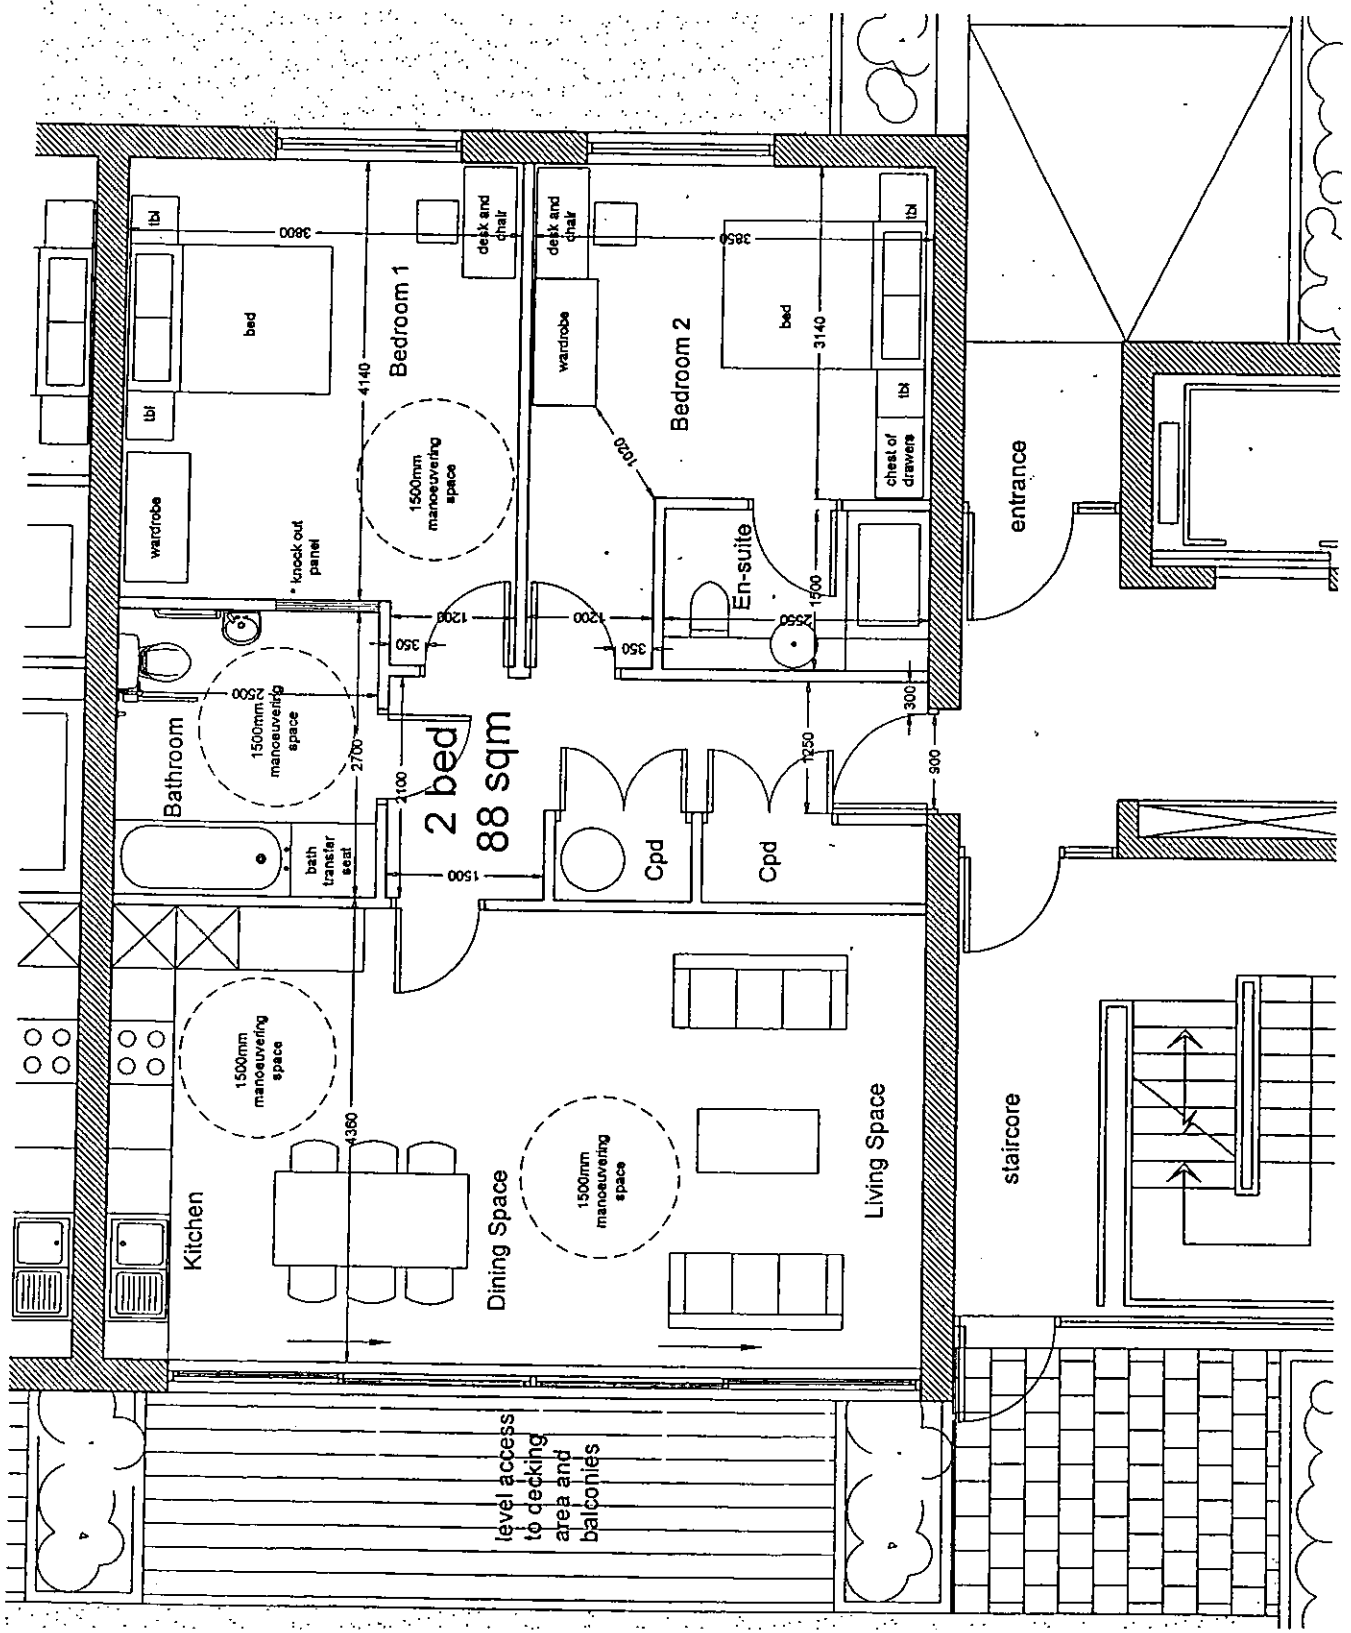 tbl
3800
bed
tbl
wardrobe
desk and
chair
Bedroom 1
4140
1500mm
manoeuvering
space
* knock out
panel
desk and
chair
wardrobe
Bedroom 2
3850
tbl
bed
3140
tbl
chest of
drawers
1020
En-suite
1500
2550
1200
350
1200
350
entrance
Bathroom
2500
1500mm
manoeuvering
space
2700
bath
transfer
seat
2100
2 bed
88 sqm
1500
Cpd
Cpd
1250
300
900
Kitchen
1500mm
manoeuvering
space
4360
Dining Space
1500mm
manoeuvering
space
Living Space
staircore
level access
to decking
area and
balconies